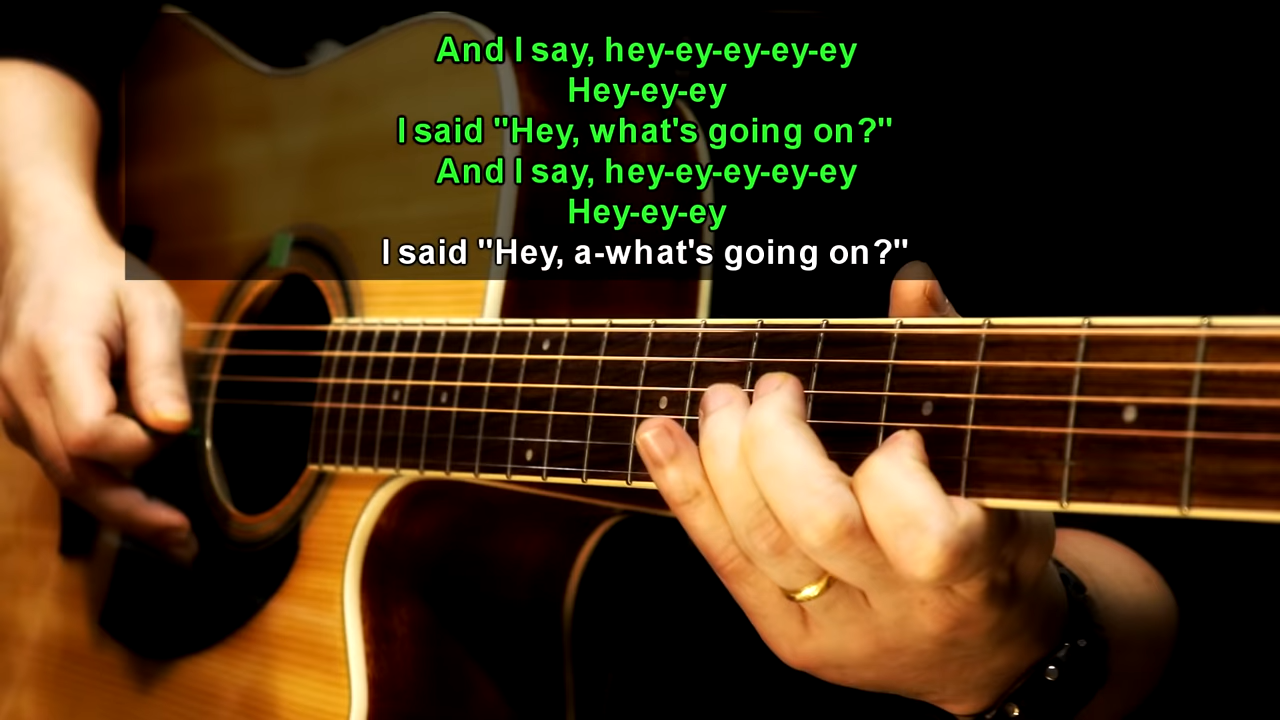 And I say, hey-ey-ey-ey-ey
Hey-ey-ey
I said "Hey, what's going on?"
And I say, hey-ey-ey-ey-ey
Hey-ey-ey
I said "Hey, a-what's going on?"